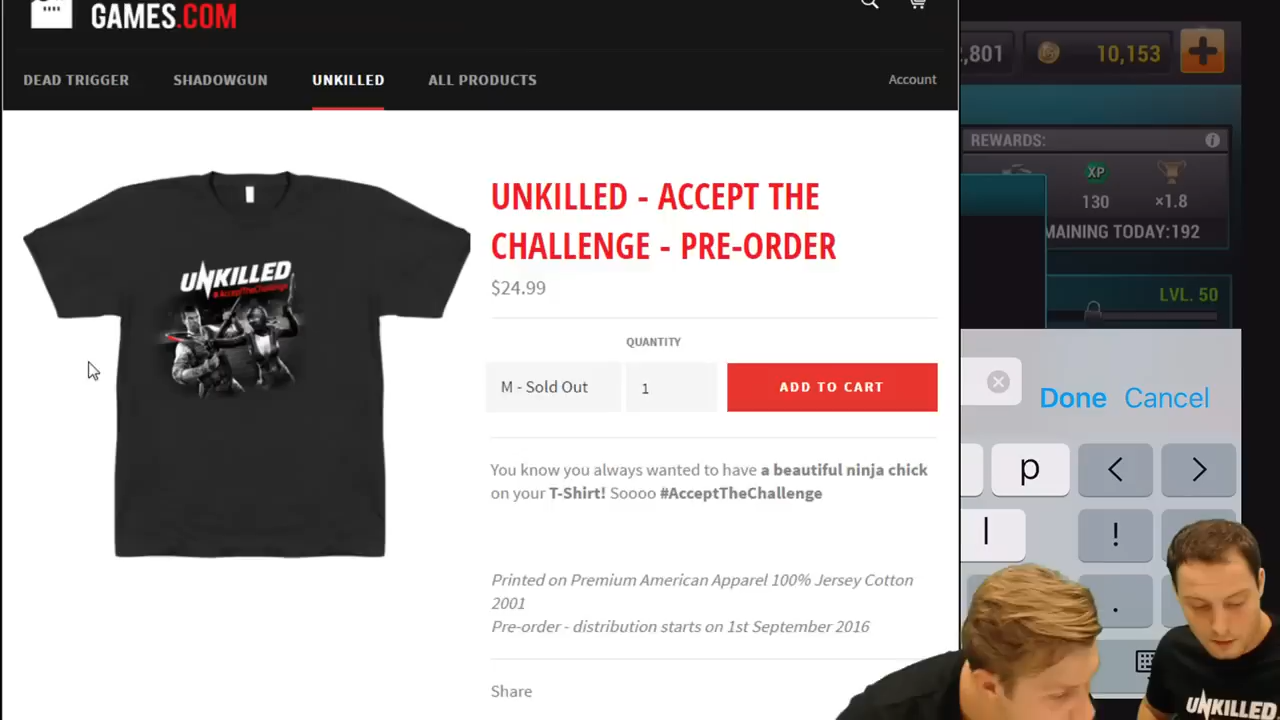 GAMES.COM
DEAD TRIGGER
SHADOWGUN
UNKILLED
ALL PRODUCTS
Account
UNKILLED
#AcceptTheChallenge
UNKILLED - ACCEPT THE
CHALLENGE - PRE-ORDER
$24.99
QUANTITY
M - Sold Out
1
ADD TO CART
You know you always wanted to have a beautiful ninja chick
on your T-Shirt! Soooo #AcceptTheChallenge
Printed on Premium American Apparel 100% Jersey Cotton
2001
Pre-order - distribution starts on 1st September 2016
Share
,801
10,153
REWARDS:
XP
130
×1.8
MAINING TODAY:192
LVL. 50
Done
Cancel
p
<
>
l
!
.
UNKILLED